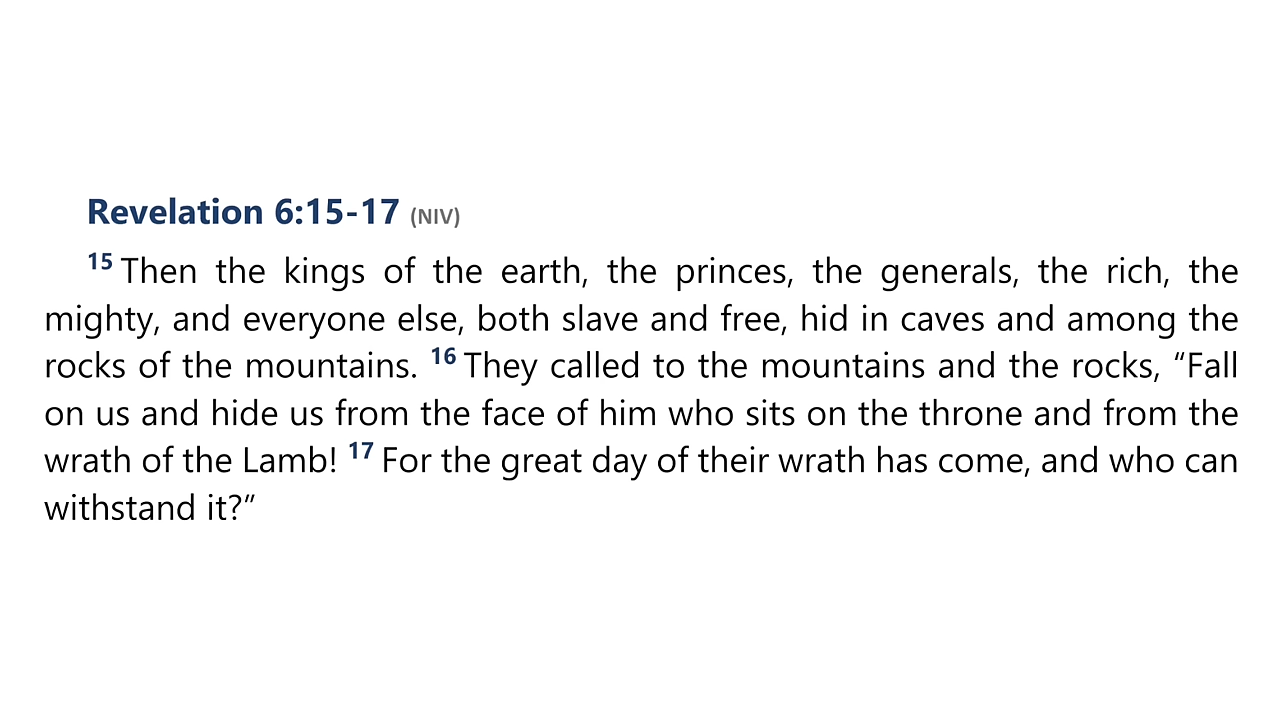 Revelation 6:15-17 (NIV)
15 Then the kings of the earth, the princes, the generals, the rich, the
mighty, and everyone else, both slave and free, hid in caves and among the
rocks of the mountains. 16 They called to the mountains and the rocks, “Fall
on us and hide us from the face of him who sits on the throne and from the
wrath of the Lamb! 17 For the great day of their wrath has come, and who can
withstand it?”